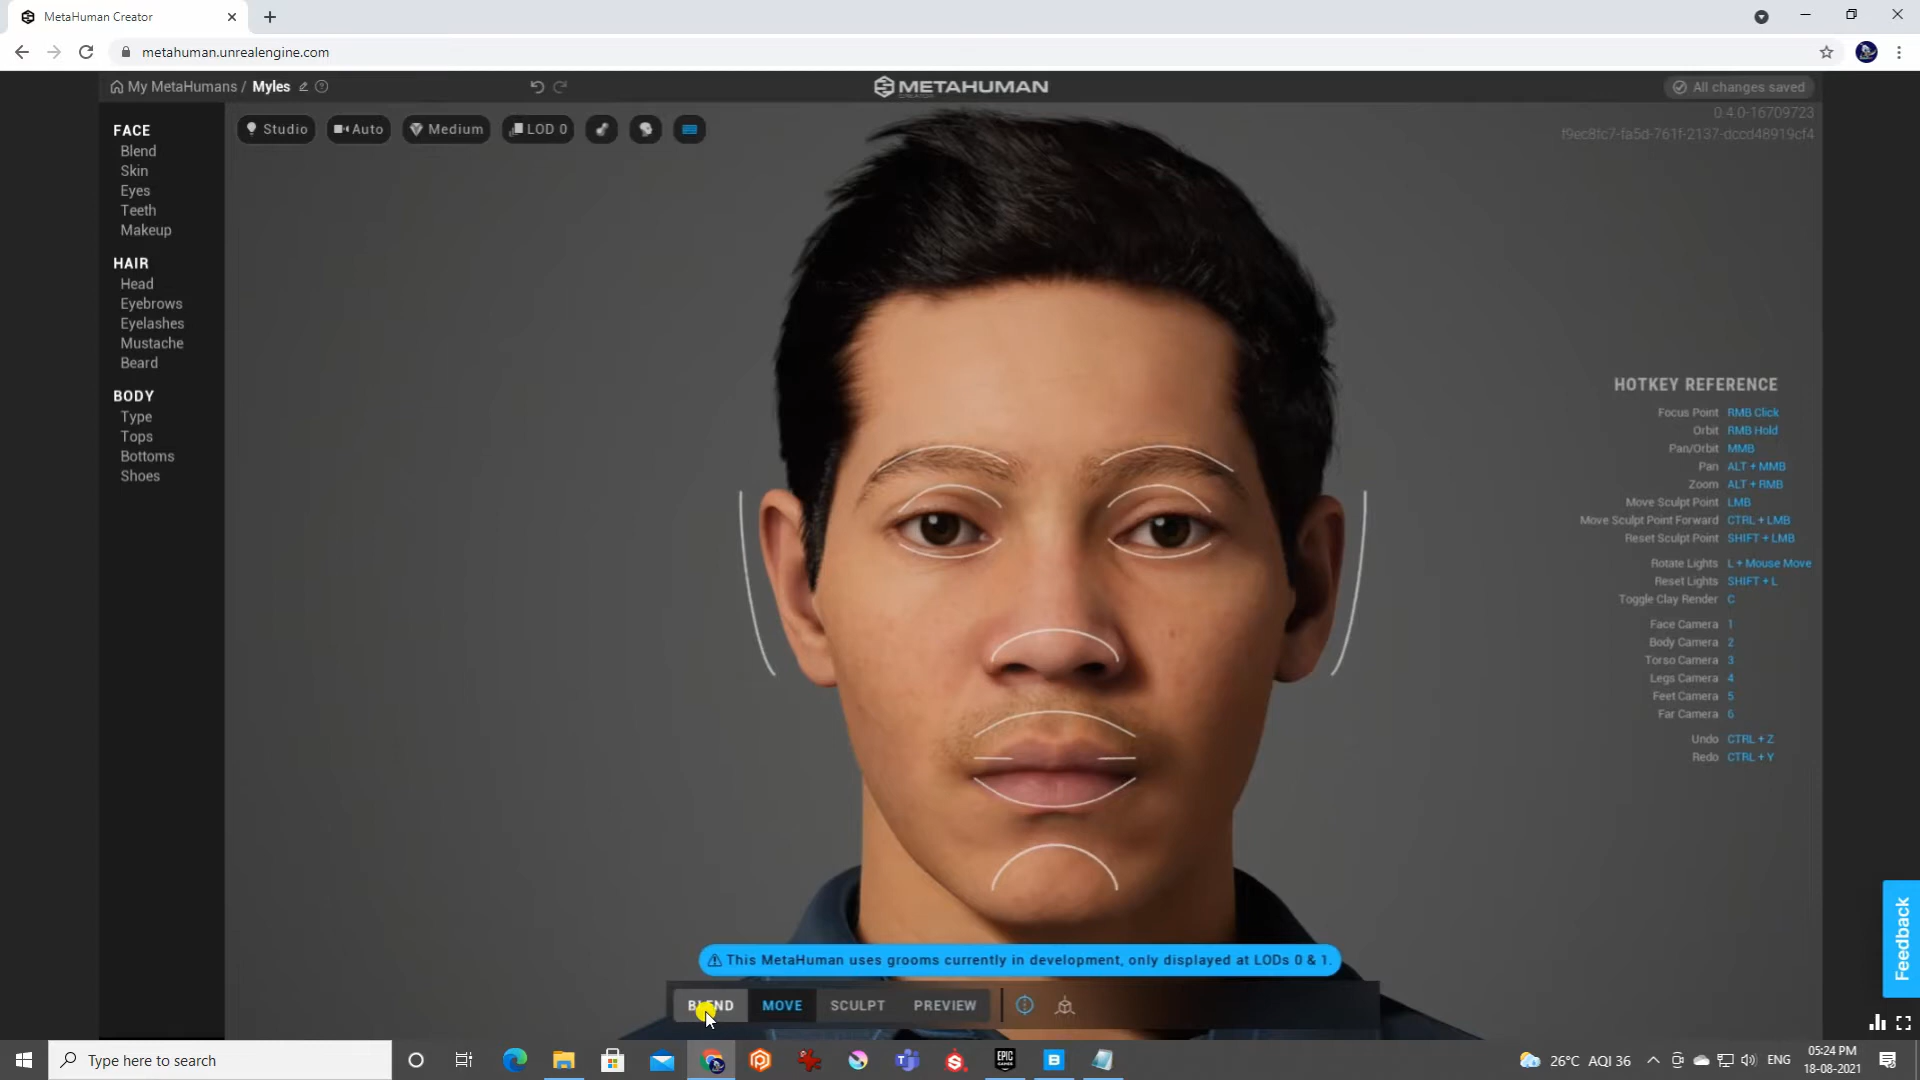 MetaHuman Creator
metahuman.unrealengine.com
My MetaHumans / Myles
METAHUMAN
CREATOR
All changes saved
0.4.0-16709723
f9ec8fc7-fa5d-761f-2137-dccd48919cf4
Studio
Auto
Medium
LOD 0
FACE
Blend
Skin
Eyes
Teeth
Makeup
HAIR
Head
Eyebrows
Eyelashes
Mustache
Beard
BODY
Type
Tops
Bottoms
Shoes
HOTKEY REFERENCE
Focus Point RMB Click
Orbit RMB Hold
Pan/Orbit MMB
Pan ALT + MMB
Zoom ALT + RMB
Move Sculpt Point LMB
Move Sculpt Point Forward CTRL + LMB
Reset Sculpt Point SHIFT + LMB
Rotate Lights L + Mouse Move
Reset Lights SHIFT + L
Toggle Clay Render C
Face Camera 1
Body Camera 2
Torso Camera 3
Legs Camera 4
Feet Camera 5
Far Camera 6
Undo CTRL + Z
Redo CTRL + Y
Feedback
This MetaHuman uses grooms currently in development, only displayed at LODs 0 & 1.
BLEND MOVE SCULPT PREVIEW
Type here to search
EPIC GAMES
26°C AQI 36
ENG
05:24 PM
18-08-2021